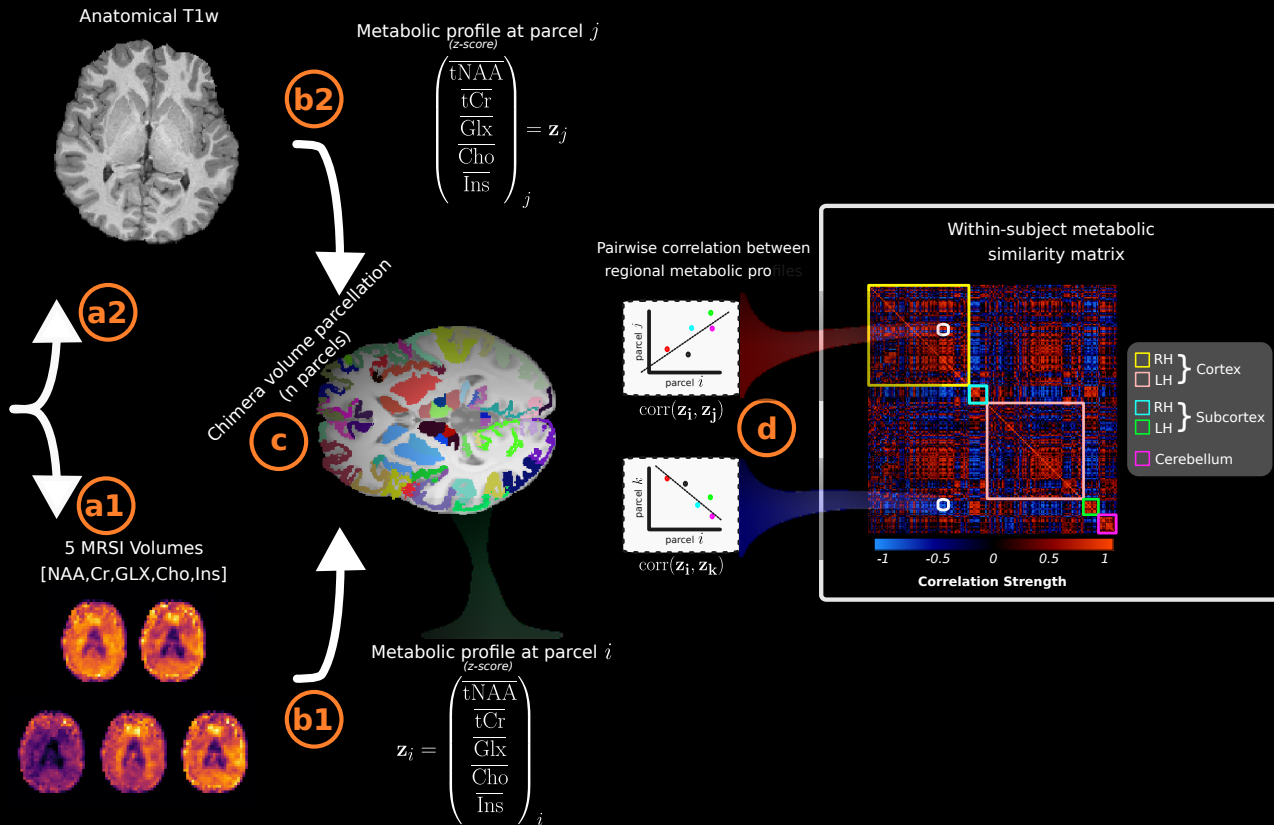 Anatomical T1w
b2
Metabolic profile at parcel j
(z-score)
tNAA
tCr
Glx
Cho
Ins
= z_j
j
a2
Chimera volume parcellation
(n parcels)
c
a1
5 MRSI Volumes
[NAA,Cr,GLX,Cho,Ins]
b1
Metabolic profile at parcel i
(z-score)
z_i =
tNAA
tCr
Glx
Cho
Ins
i
Pairwise correlation between
regional metabolic profiles
parcel j
parcel i
corr(z_i, z_j)
d
parcel k
parcel i
corr(z_i, z_k)
Within-subject metabolic
similarity matrix
RH
LH
} Cortex
RH
LH
} Subcortex
Cerebellum
-1 -0.5 0 0.5 1
Correlation Strength